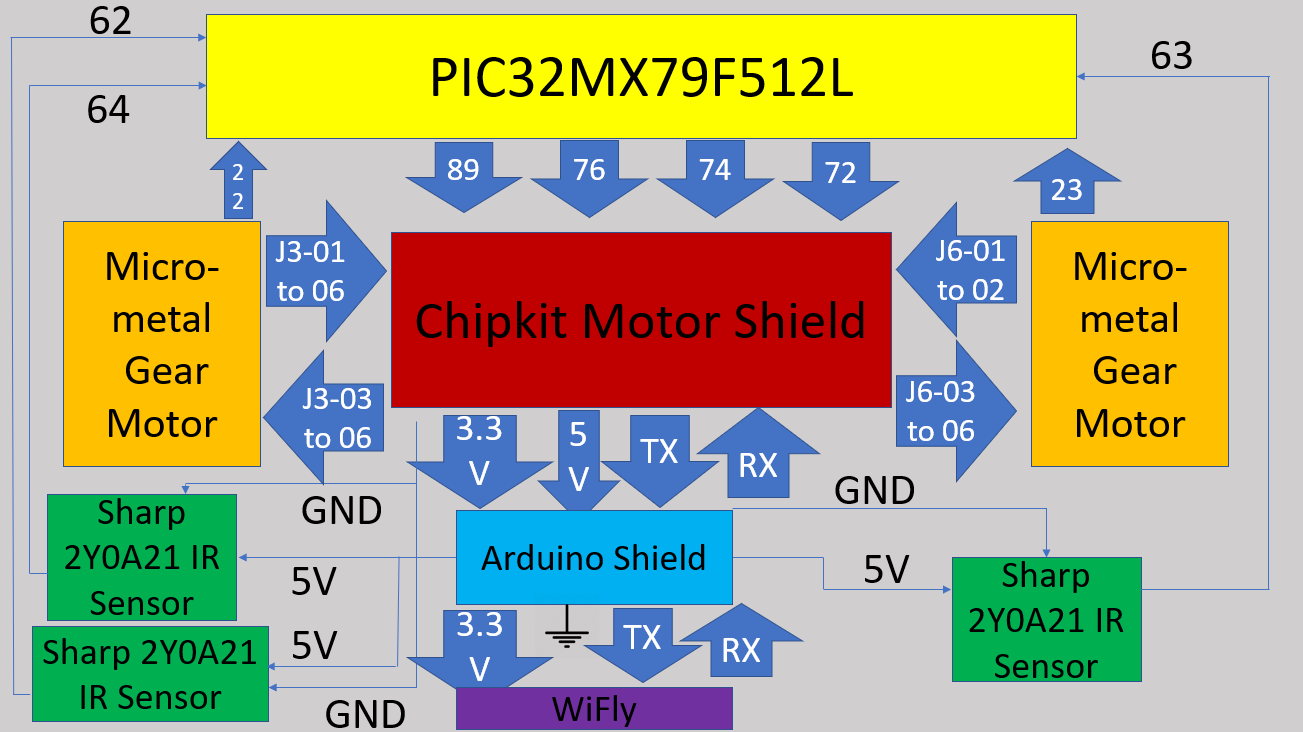 62
PIC32MX79F512L
63
64
2
2
89
76
74
72
23
Micro-
metal
Gear
Motor
J3-01
to 06
Chipkit Motor Shield
J6-01
to 02
Micro-
metal
Gear
Motor
J3-03
to 06
J6-03
to 06
3.3
V
5
V
TX
RX
GND
GND
Sharp
2Y0A21 IR
Sensor
5V
Arduino Shield
5V
Sharp
2Y0A21 IR
Sensor
Sharp 2Y0A21
IR Sensor
5V
GND
3.3
V
TX
RX
WiFly